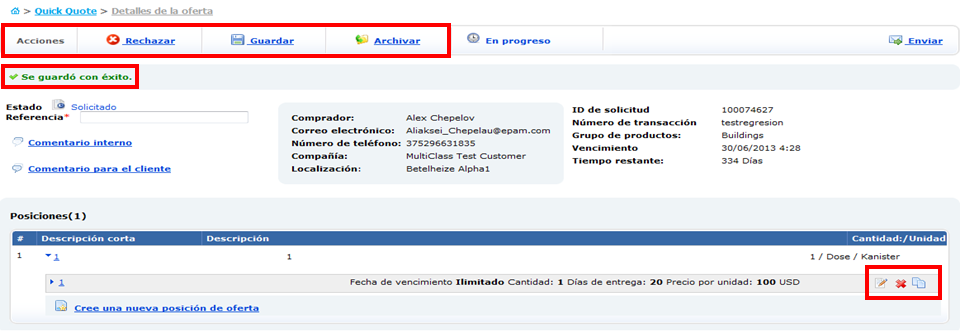 > Quick Quote > Detalles de la oferta
Acciones Rechazar Guardar Archivar En progreso Enviar
Se guardó con éxito.
Estado Solicitado
Referencia*
Comentario interno
Comentario para el cliente
Comprador: Alex Chepelov
Correo electrónico: Aliaksei_Chepelau@epam.com
Número de teléfono: 375296631835
Compañía: MultiClass Test Customer
Localización: Betelheize Alpha1
ID de solicitud 100074627
Número de transacción testregresion
Grupo de productos: Buildings
Vencimiento 30/06/2013 4:28
Tiempo restante: 334 Días
Posiciones(1)
# Descripción corta Descripción Cantidad:/Unidad
1 1 1 1 / Dose / Kanister
1 Fecha de vencimiento Ilimitado Cantidad: 1 Días de entrega: 20 Precio por unidad: 100 USD
Cree una nueva posición de oferta